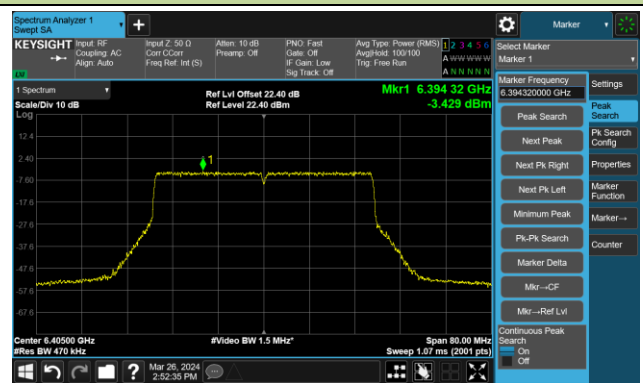 Spectrum Analyzer 1
Swept SA
Marker
KEYSIGHT
Input: RF
Coupling: AC
Align: Auto
Input Z: 50 Ω
Corr CCorr
Freq Ref: Int (S)
Atten: 10 dB
Preamp: Off
PNO: Fast
Gate: Off
IF Gain: Low
Sig Track: Off
Avg Type: Power (RMS)
Avg|Hold: 100/100
Trig: Free Run
1 2 3 4 5 6
A W W W W W
A N N N N N
LW
Select Marker
Marker 1
1 Spectrum
Scale/Div 10 dB
Log
Ref Lvl Offset 22.40 dB
Ref Level 22.40 dBm
Mkr1 6.394 32 GHz
-3.429 dBm
12.4
2.40
-7.60
-17.6
-27.6
-37.6
-47.6
-57.6
-67.6
1
Center 6.40500 GHz
#Res BW 470 kHz
#Video BW 1.5 MHz*
Span 80.00 MHz
Sweep 1.07 ms (2001 pts)
Marker Frequency
6.394320000 GHz
Peak Search
Next Peak
Next Pk Right
Next Pk Left
Minimum Peak
Pk-Pk Search
Marker Delta
Mkr→CF
Mkr→Ref Lvl
Continuous Peak
Search
On
Off
Settings
Peak
Search
Pk Search
Config
Properties
Marker
Function
Marker→
Counter
?
Mar 26, 2024
2:52:35 PM